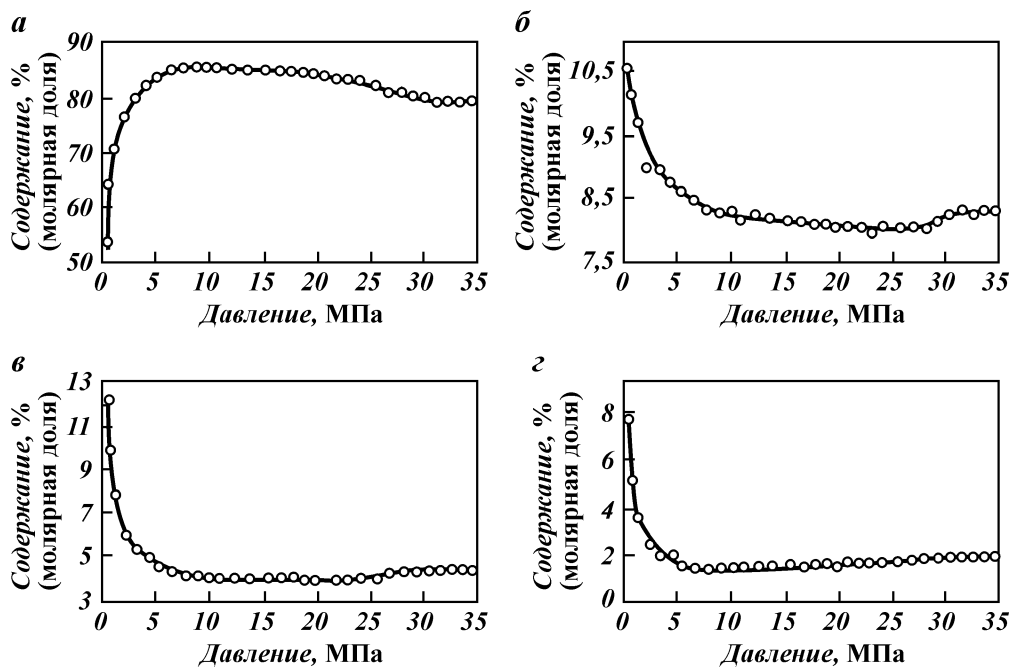 а
Содержание, %
(молярная доля)
90
80
70
60
50
0 5 10 15 20 25 30 35
Давление, МПа
б
Содержание, %
(молярная доля)
10,5
9,5
8,5
7,5
0 5 10 15 20 25 30 35
Давление, МПа
в
Содержание, %
(молярная доля)
13
11
9
7
5
3
0 5 10 15 20 25 30 35
Давление, МПа
г
Содержание, %
(молярная доля)
8
6
4
2
0
0 5 10 15 20 25 30 35
Давление, МПа